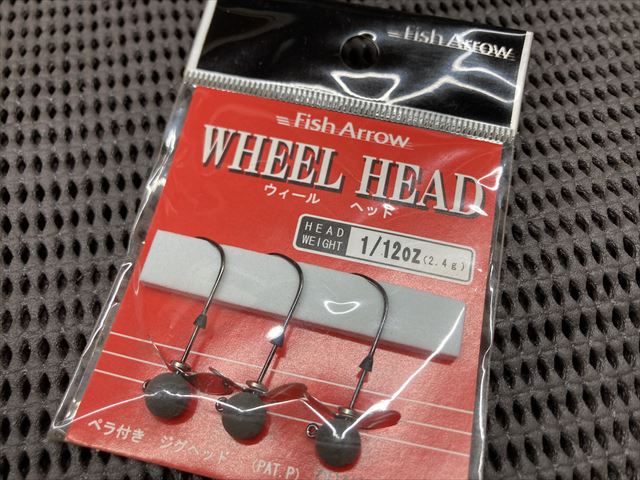 Fish Arrow
Fish Arrow
WHEEL HEAD
ウィール ヘッド
HEAD WEIGHT 1/12oz (2.4g)
ペラ付き ジグヘッド (PAT.P)